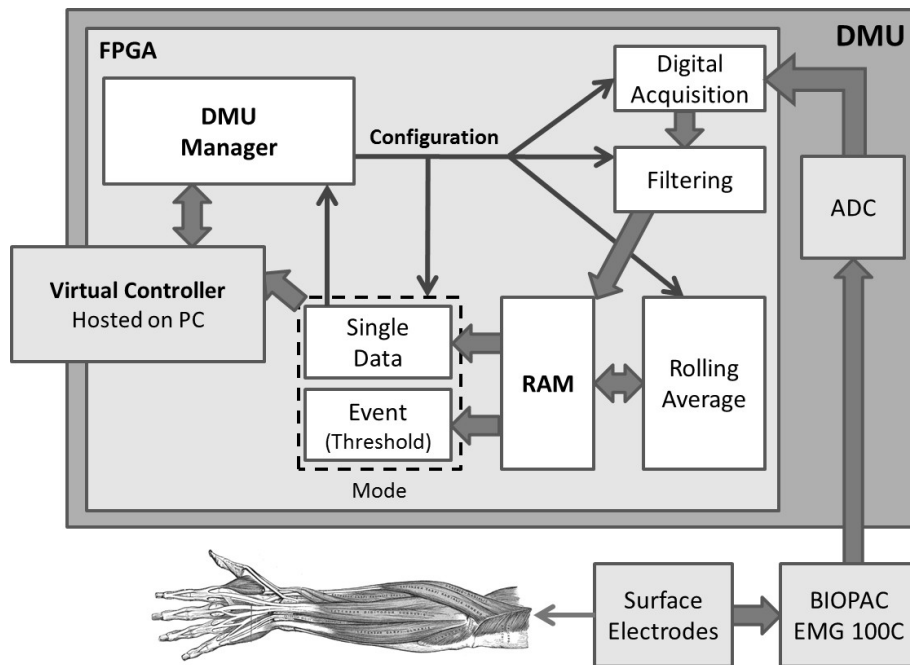 DMU
FPGA
DMU
Manager
Configuration
Digital
Acquisition
Filtering
ADC
Virtual Controller
Hosted on PC
Single
Data
Event
(Threshold)
Mode
RAM
Rolling
Average
Surface
Electrodes
BIOPAC
EMG 100C